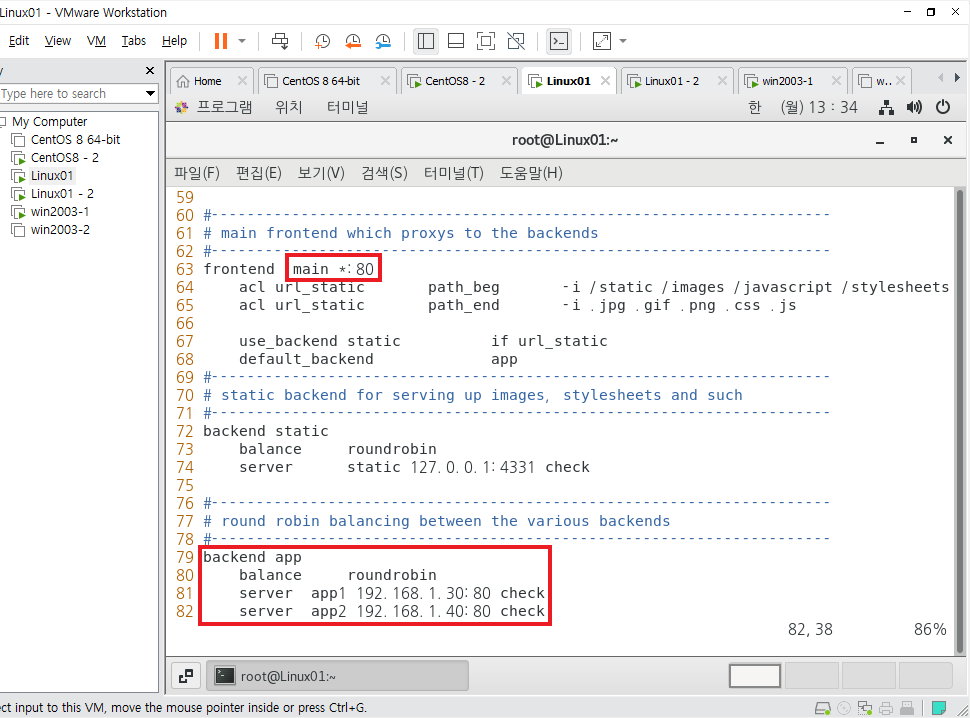 Linux01 - VMware Workstation
Edit View VM Tabs Help
Type here to search
My Computer
CentOS 8 64-bit
CentOS8 - 2
Linux01
Linux01 - 2
win2003-1
win2003-2
Home CentOS 8 64-bit CentOS8 - 2 Linux01 Linux01 - 2 win2003-1 w..
프로그램 위치 터미널 한 (월) 13 : 34
root@Linux01:~
파일(F) 편집(E) 보기(V) 검색(S) 터미널(T) 도움말(H)
59
60 #---------------------------------------------------------------------
61 # main frontend which proxys to the backends
62 #---------------------------------------------------------------------
63 frontend main *:80
64 acl url_static path_beg -i /static /images /javascript /stylesheets
65 acl url_static path_end -i .jpg .gif .png .css .js
66
67 use_backend static if url_static
68 default_backend app
69 #---------------------------------------------------------------------
70 # static backend for serving up images, stylesheets and such
71 #---------------------------------------------------------------------
72 backend static
73 balance roundrobin
74 server static 127.0.0.1:4331 check
75
76 #---------------------------------------------------------------------
77 # round robin balancing between the various backends
78 #---------------------------------------------------------------------
79 backend app
80 balance roundrobin
81 server app1 192.168.1.30:80 check
82 server app2 192.168.1.40:80 check
82,38 86%
root@Linux01:~
ect input to this VM, move the mouse pointer inside or press Ctrl+G.